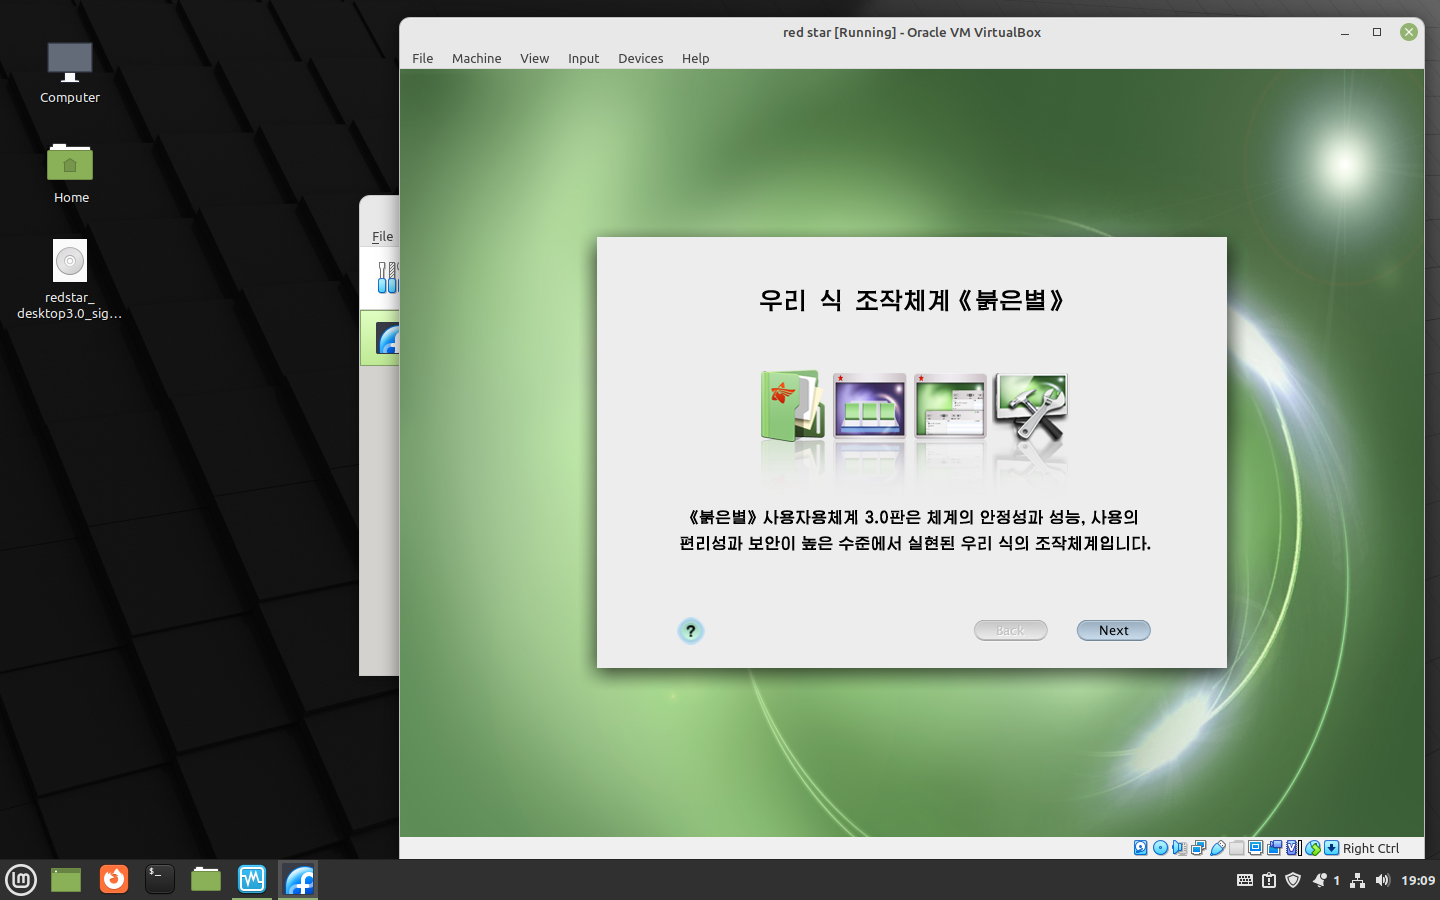 Computer
Home
redstar_
desktop3.0_sig...
File
red star [Running] - Oracle VM VirtualBox
File Machine View Input Devices Help
우리 식 조작체계《붉은별》
《붉은별》사용자용체계 3.0판은 체계의 안정성과 성능, 사용의
편리성과 보안이 높은 수준에서 실현된 우리 식의 조작체계입니다.
?
Back
Next
Right Ctrl
1
19:09